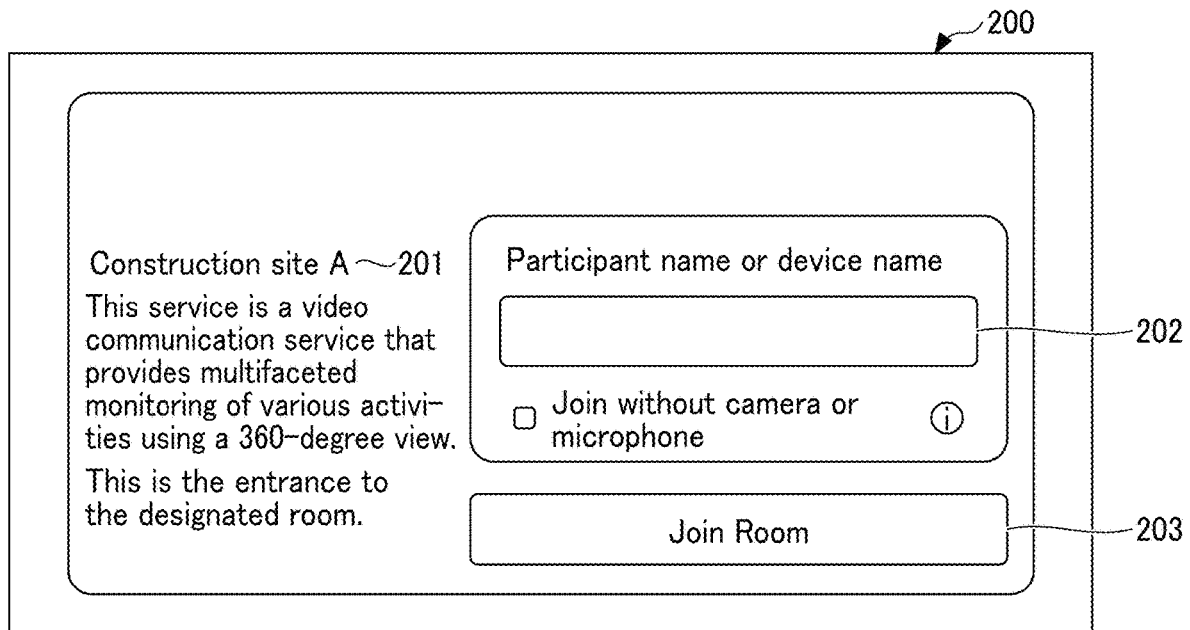 200
Construction site A 201
This service is a video
communication service that
provides multifaceted
monitoring of various activi-
ties using a 360-degree view.
This is the entrance to
the designated room.
Participant name or device name
202
Join without camera or
microphone
i
Join Room
203